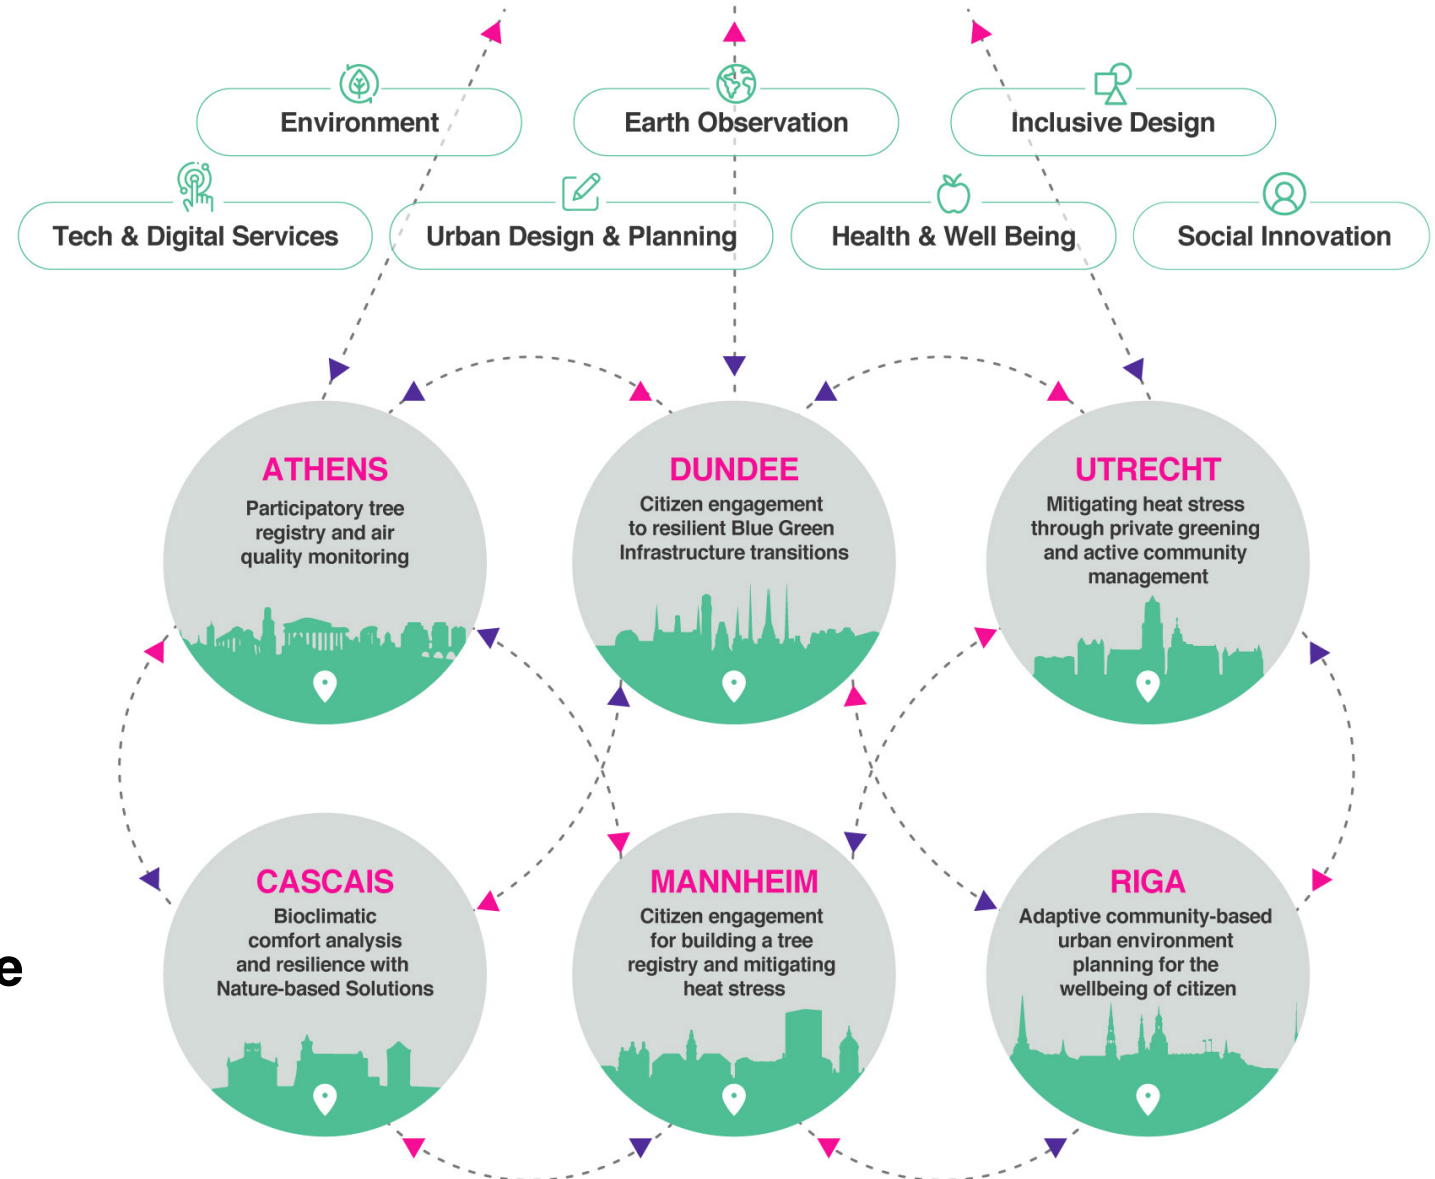 Environment
Earth Observation
Inclusive Design
Tech & Digital Services
Urban Design & Planning
Health & Well Being
Social Innovation
ATHENS
Participatory tree
registry and air
quality monitoring
DUNDEE
Citizen engagement
to resilient Blue Green
Infrastructure transitions
UTRECHT
Mitigating heat stress
through private greening
and active community
management
CASCAIS
Bioclimatic
comfort analysis
and resilience with
Nature-based Solutions
MANNHEIM
Citizen engagement
for building a tree
registry and mitigating
heat stress
RIGA
Adaptive community-based
urban environment
planning for the
wellbeing of citizen
e